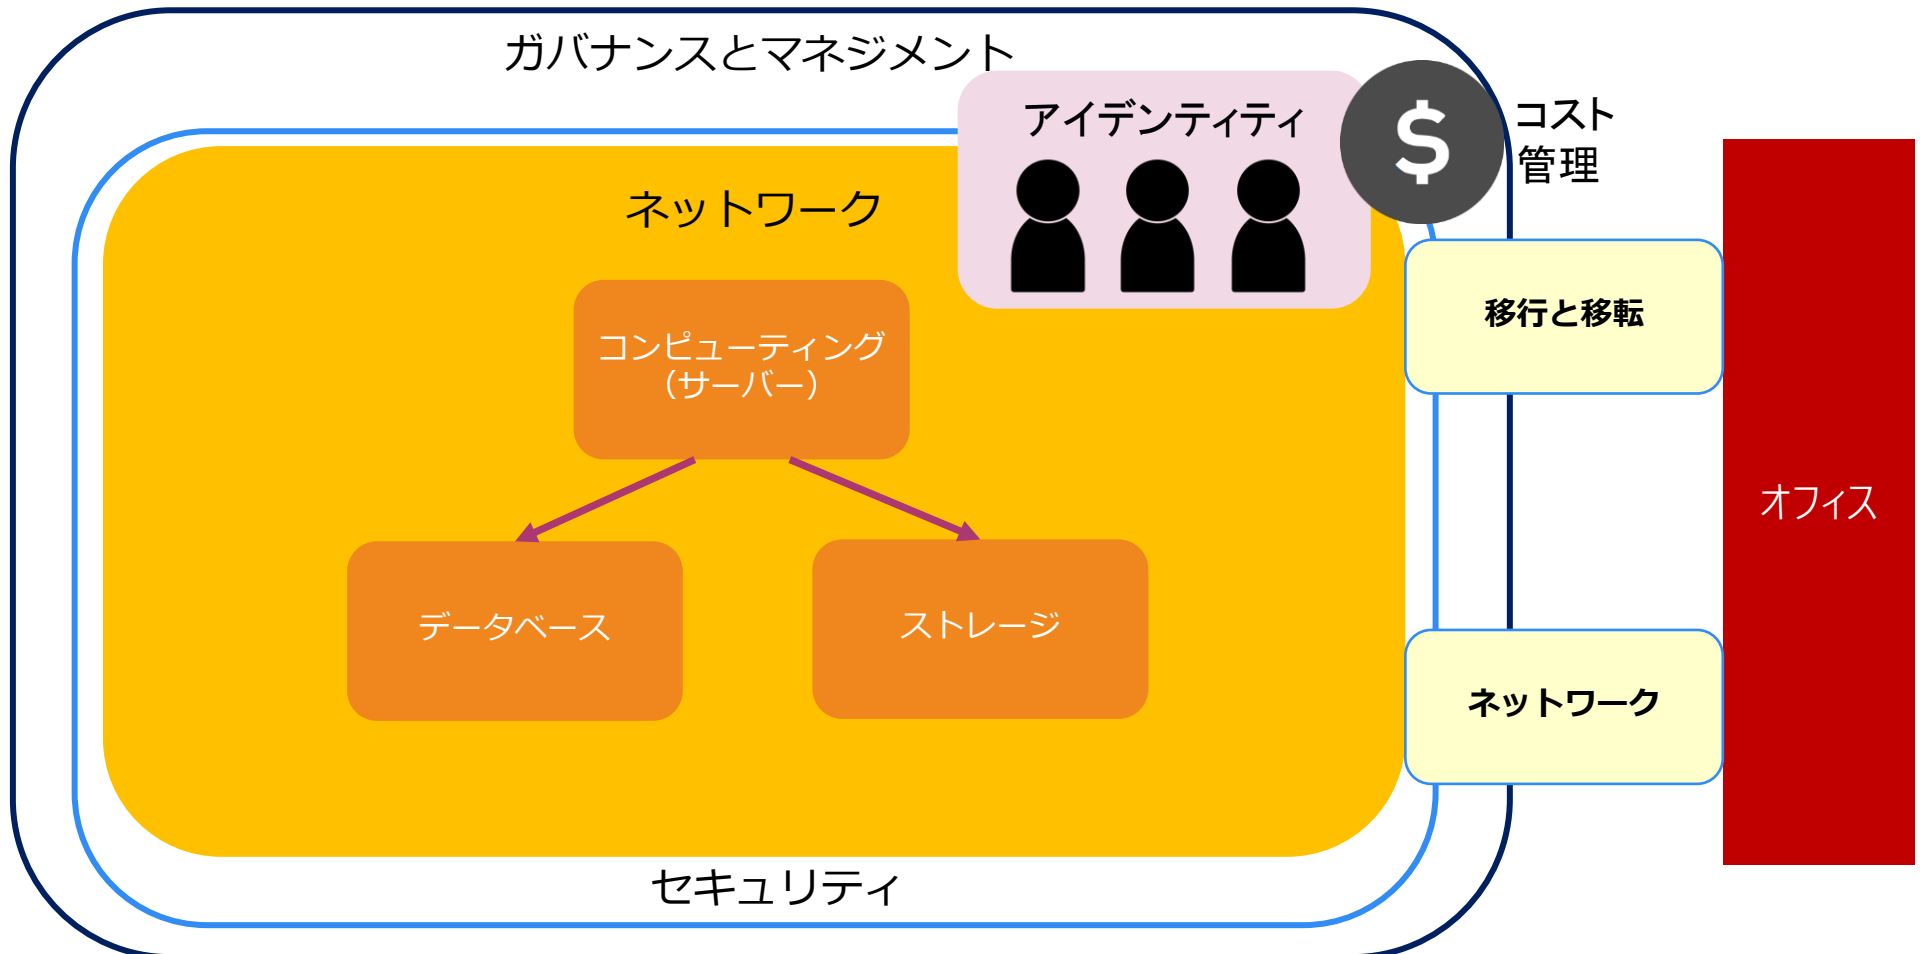 ガバナンスとマネジメント
アイデンティティ
$
コスト
管理
ネットワーク
移行と移転
コンピューティング
（サーバー）
オフィス
データベース
ストレージ
ネットワーク
セキュリティ